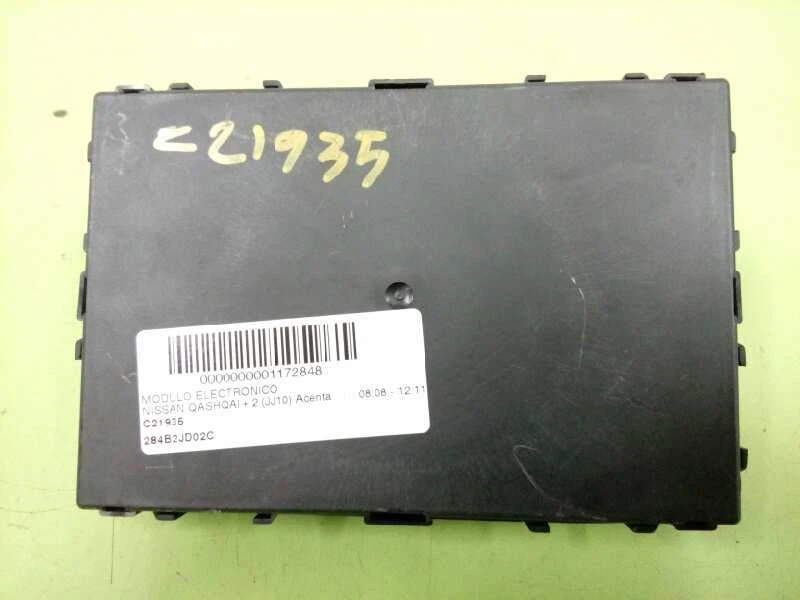 C21935
0000000001172848
MODULO ELECTRONICO
NISSAN QASHQAI + 2 (JJ10) Acenta 08.08 - 12.11
C21935
284B2JD02C